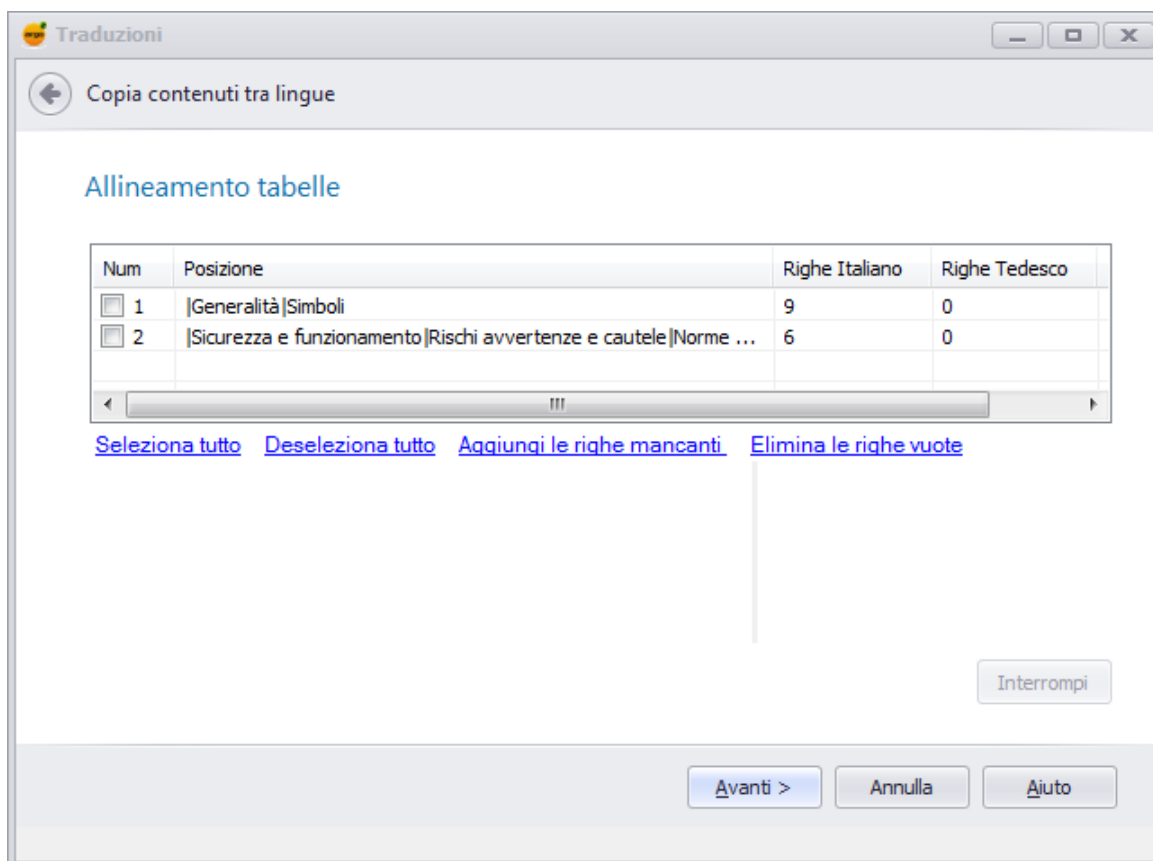 Traduzioni
Copia contenuti tra lingue
Allineamento tabelle
Num Posizione Righe Italiano Righe Tedesco
1 |Generalità|Simboli 9 0
2 |Sicurezza e funzionamento|Rischi avvertenze e cautele|Norme ... 6 0
Seleziona tutto Deseleziona tutto Aggiungi le righe mancanti Elimina le righe vuote
Interrompi
Avanti > Annulla Aiuto